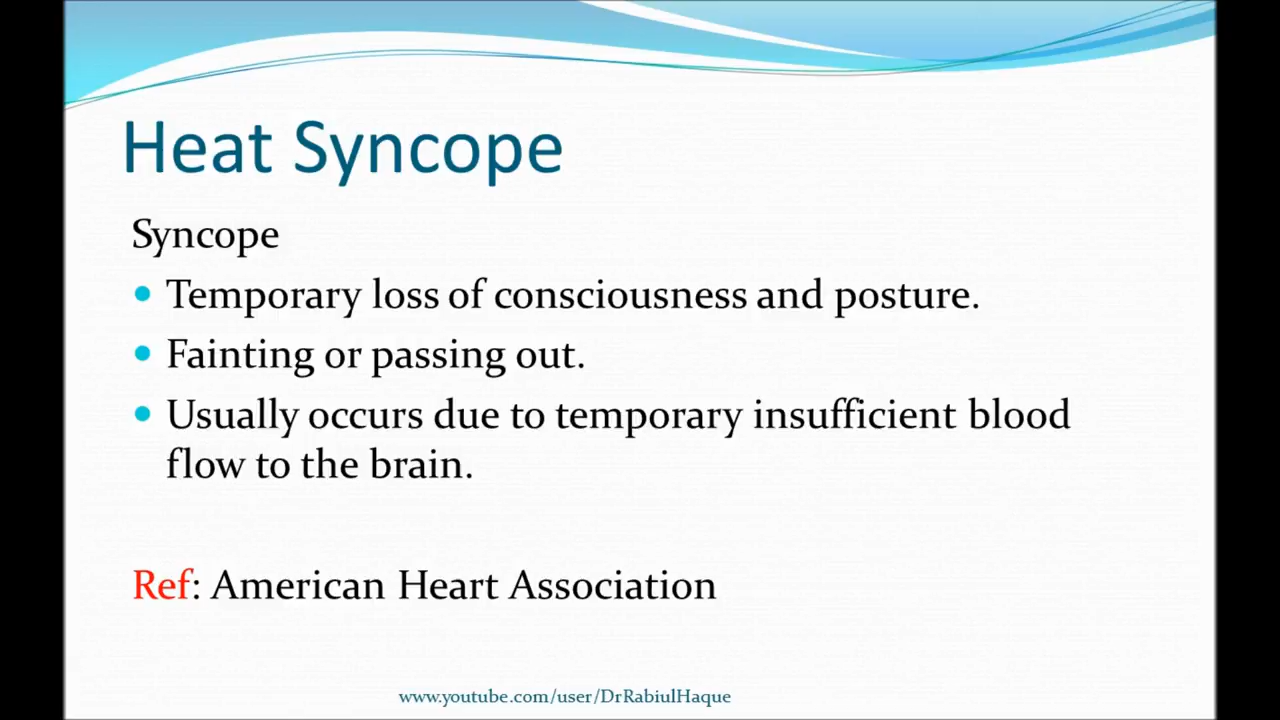 Heat Syncope
Syncope
• Temporary loss of consciousness and posture.
• Fainting or passing out.
• Usually occurs due to temporary insufficient blood
flow to the brain.
Ref: American Heart Association
www.youtube.com/user/DrRabiulHaque